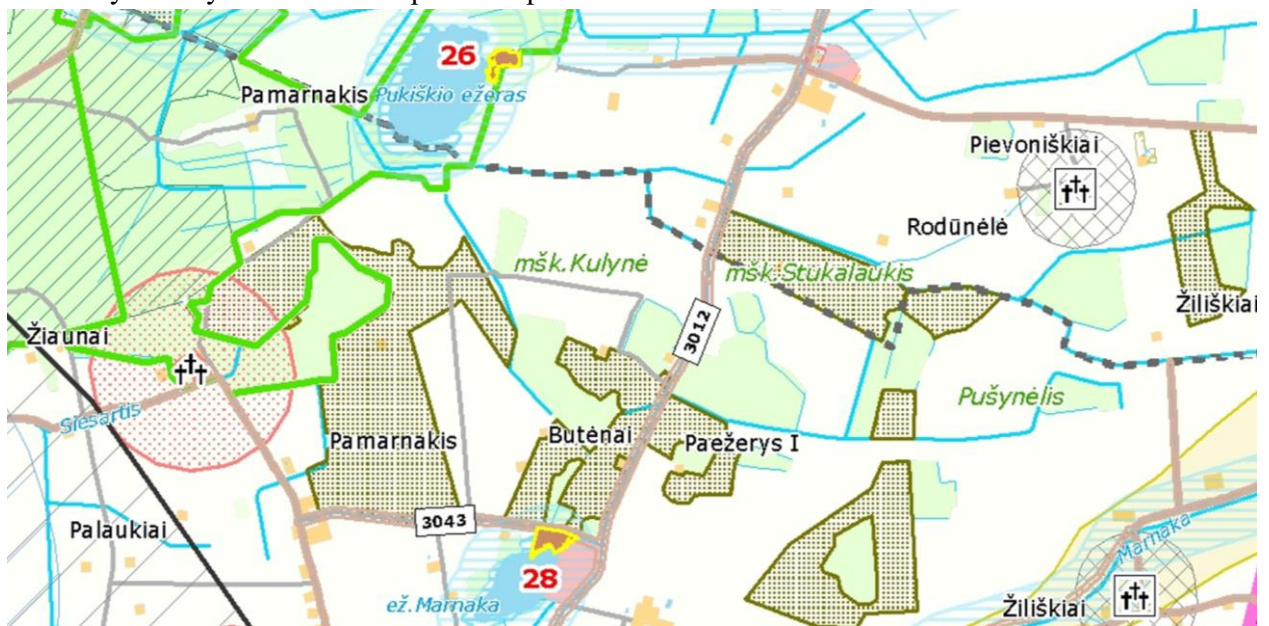 26
Pamarnakis
Pukiškio ežeras
Pievoniškiai
Rodūnėlė
mšk.Kulynė
mšk.Stukalaukis
Žiliškiai
Žiaunai
3012
Siesartis
Pušynėlis
Pamarnakis
Butėnai
Paežerys I
3043
Palaukiai
Marnaka
28
ež.Marnaka
Žiliškiai